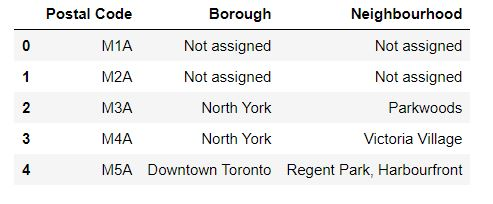 Postal Code Borough Neighbourhood
0 M1A Not assigned Not assigned
1 M2A Not assigned Not assigned
2 M3A North York Parkwoods
3 M4A North York Victoria Village
4 M5A Downtown Toronto Regent Park, Harbourfront